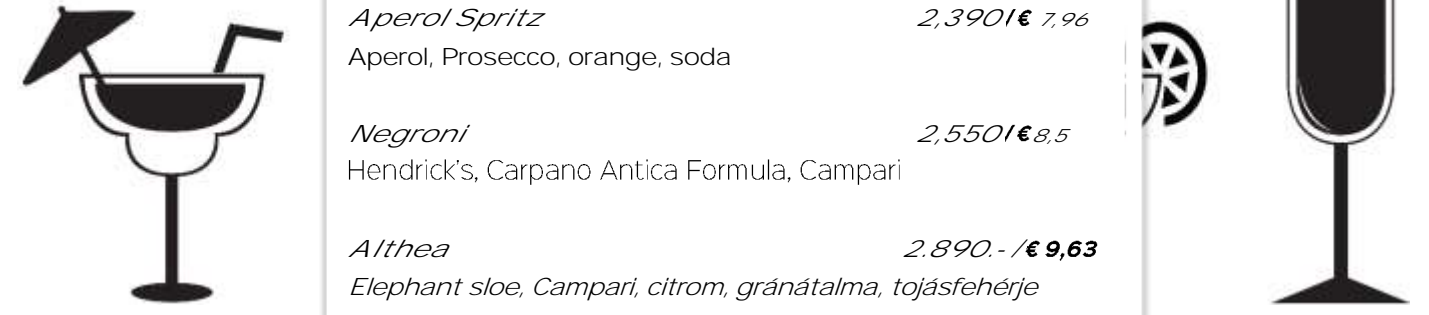 Aperol Spritz 2,390/€ 7,96
Aperol, Prosecco, orange, soda
Negroni 2,550/€8,5
Hendrick's, Carpano Antica Formula, Campari
Althea 2.890.- /€ 9,63
Elephant sloe, Campari, citrom, gránátalma, tojásfehérje